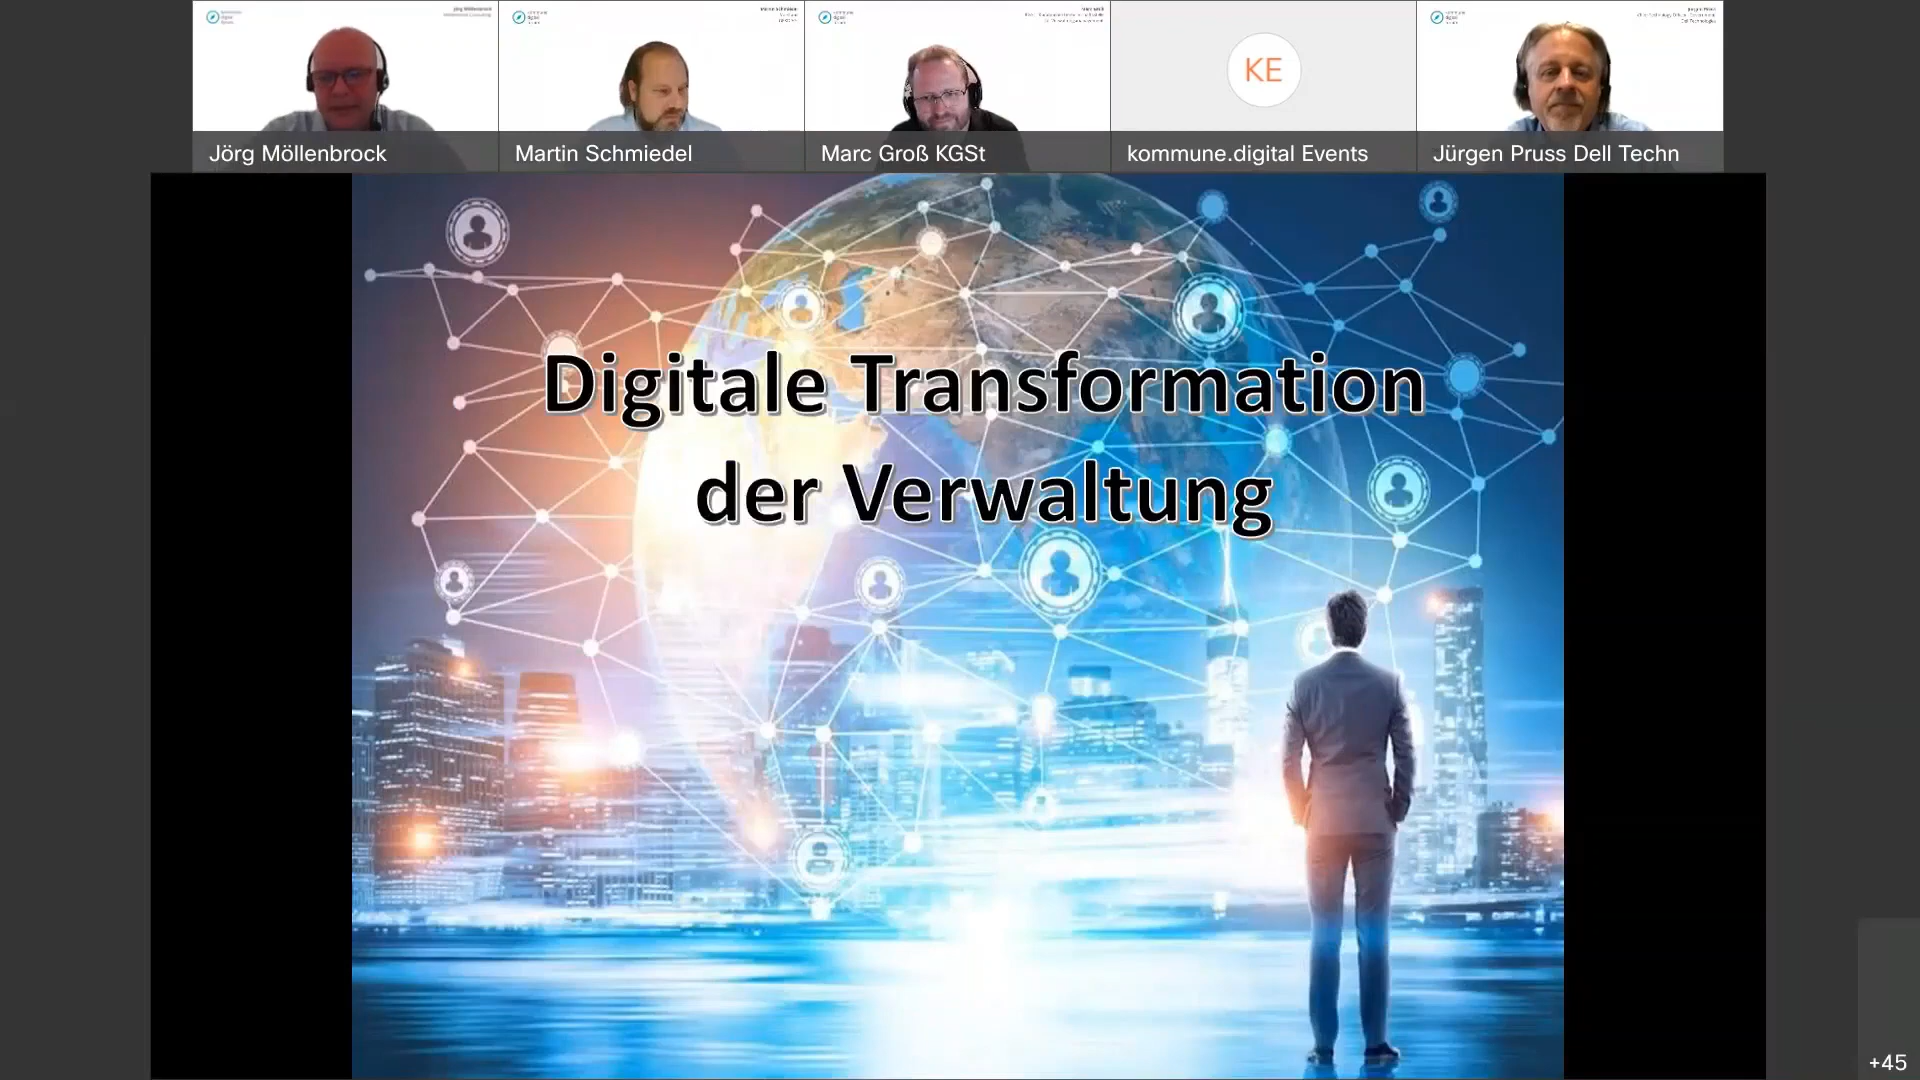 Jörg Möllenbrock
Martin Schmiedel
Marc Groß KGSt
KE
kommune.digital Events
Jürgen Pruss Dell Techn
Digitale Transformation
der Verwaltung
+45